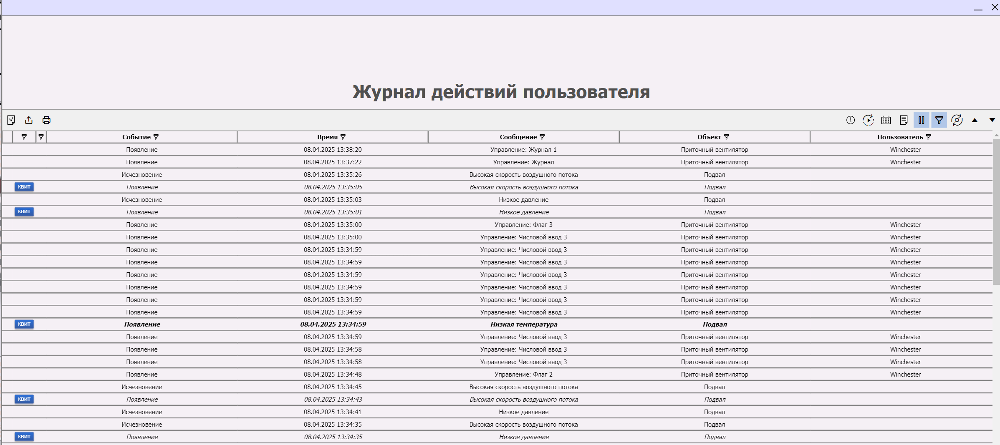 Журнал действий пользователя
Событие Время Сообщение Объект Пользователь
Появление 08.04.2025 13:38:20 Управление: Журнал 1 Приточный вентилятор Winchester
Появление 08.04.2025 13:37:22 Управление: Журнал Приточный вентилятор Winchester
Исчезновение 08.04.2025 13:35:26 Высокая скорость воздушного потока Подвал
КВИТ Появление 08.04.2025 13:35:05 Высокая скорость воздушного потока Подвал
Исчезновение 08.04.2025 13:35:03 Низкое давление Подвал
КВИТ Появление 08.04.2025 13:35:01 Низкое давление Подвал
Появление 08.04.2025 13:35:00 Управление: Флаг 3 Приточный вентилятор Winchester
Появление 08.04.2025 13:35:00 Управление: Числовой ввод 3 Приточный вентилятор Winchester
Появление 08.04.2025 13:34:59 Управление: Числовой ввод 3 Приточный вентилятор Winchester
Появление 08.04.2025 13:34:59 Управление: Числовой ввод 3 Приточный вентилятор Winchester
Появление 08.04.2025 13:34:59 Управление: Числовой ввод 3 Приточный вентилятор Winchester
Появление 08.04.2025 13:34:59 Управление: Числовой ввод 3 Приточный вентилятор Winchester
Появление 08.04.2025 13:34:59 Управление: Числовой ввод 3 Приточный вентилятор Winchester
Появление 08.04.2025 13:34:59 Управление: Числовой ввод 3 Приточный вентилятор Winchester
КВИТ Появление 08.04.2025 13:34:59 Низкая температура Подвал
Появление 08.04.2025 13:34:59 Управление: Числовой ввод 3 Приточный вентилятор Winchester
Появление 08.04.2025 13:34:58 Управление: Числовой ввод 3 Приточный вентилятор Winchester
Появление 08.04.2025 13:34:58 Управление: Числовой ввод 3 Приточный вентилятор Winchester
Появление 08.04.2025 13:34:48 Управление: Флаг 2 Приточный вентилятор Winchester
Исчезновение 08.04.2025 13:34:45 Высокая скорость воздушного потока Подвал
КВИТ Появление 08.04.2025 13:34:43 Высокая скорость воздушного потока Подвал
Исчезновение 08.04.2025 13:34:41 Низкое давление Подвал
Исчезновение 08.04.2025 13:34:35 Высокая скорость воздушного потока Подвал
КВИТ Появление 08.04.2025 13:34:35 Низкое давление Подвал